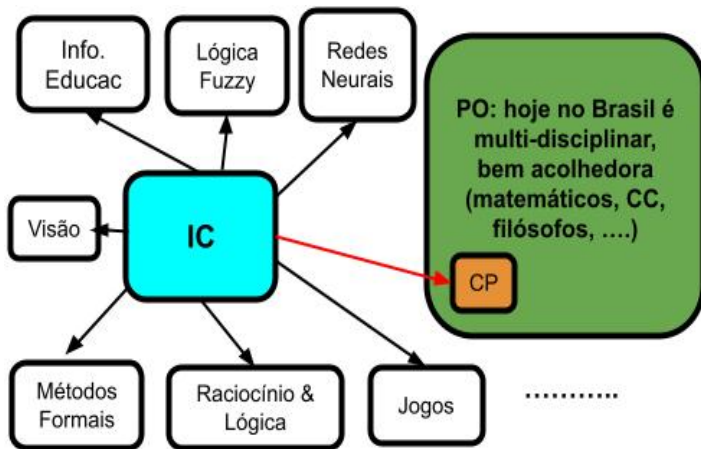 Info.
Educac
Lógica
Fuzzy
Redes
Neurais
PO: hoje no Brasil é
multi-disciplinar,
bem acolhedora
(matemáticos, CC,
filósofos, ....)
Visão
IC
CP
Métodos
Formais
Raciocínio &
Lógica
Jogos
...........